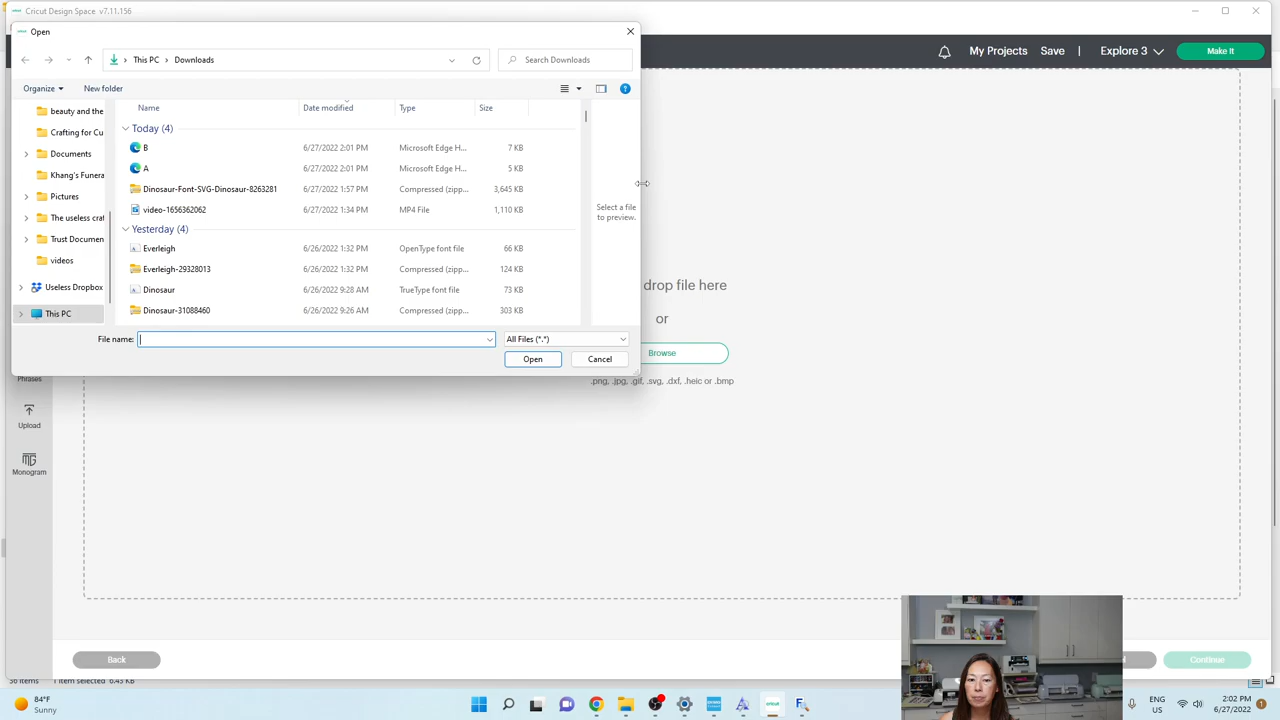 Cricut Design Space v7.11.156
Open
This PC
Downloads
Search Downloads
My Projects
Save
|
Explore 3
Make It
Organize
New folder
Name
Date modified
Type
Size
beauty and the
Crafting for Cu
Documents
Khang's Funera
Pictures
The useless craf
Trust Documen
videos
Useless Dropbox
This PC
Today (4)
B 6/27/2022 2:01 PM Microsoft Edge H... 7 KB
A 6/27/2022 2:01 PM Microsoft Edge H... 5 KB
Dinosaur-Font-SVG-Dinosaur-8263281 6/27/2022 1:57 PM Compressed (zipp... 3,645 KB
video-1656362062 6/27/2022 1:34 PM MP4 File 1,110 KB
Yesterday (4)
Everleigh 6/26/2022 1:32 PM OpenType font file 66 KB
Everleigh-29328013 6/26/2022 1:32 PM Compressed (zipp... 124 KB
Dinosaur 6/26/2022 9:28 AM TrueType font file 73 KB
Dinosaur-31088460 6/26/2022 9:26 AM Compressed (zipp... 303 KB
Select a file
to preview.
File name:
All Files (*.*)
Open
Cancel
drop file here
or
Browse
.png, .jpg, .gif, .svg, .dxf, .heic or .bmp
Phrases
Upload
Monogram
Back
Continue
36 items
1 item selected 6.43 KB
84°F
Sunny
ENG
US
2:02 PM
6/27/2022